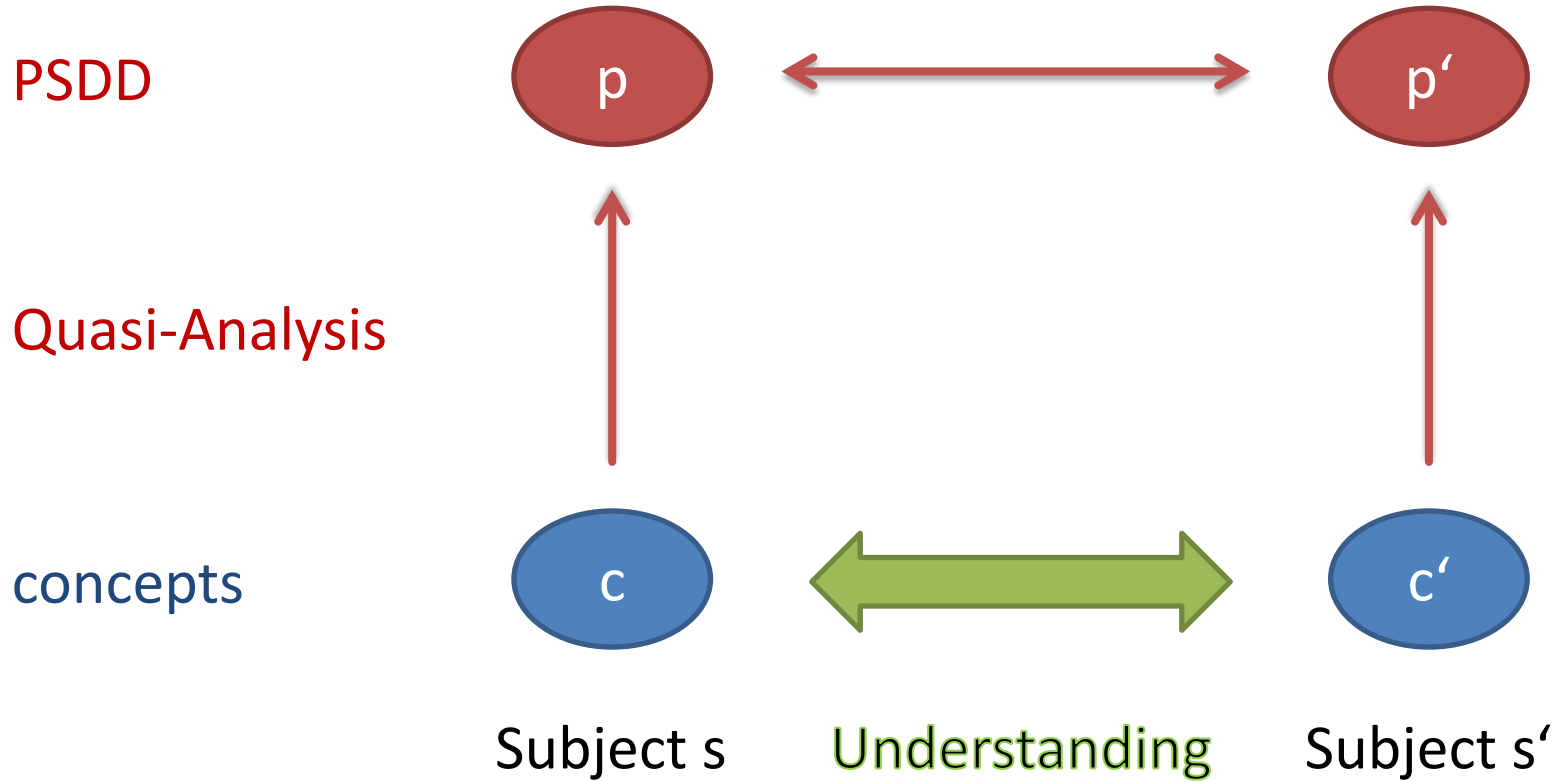 PSDD p p‘
Quasi-Analysis
concepts c c‘
Subject s Understanding Subject s‘